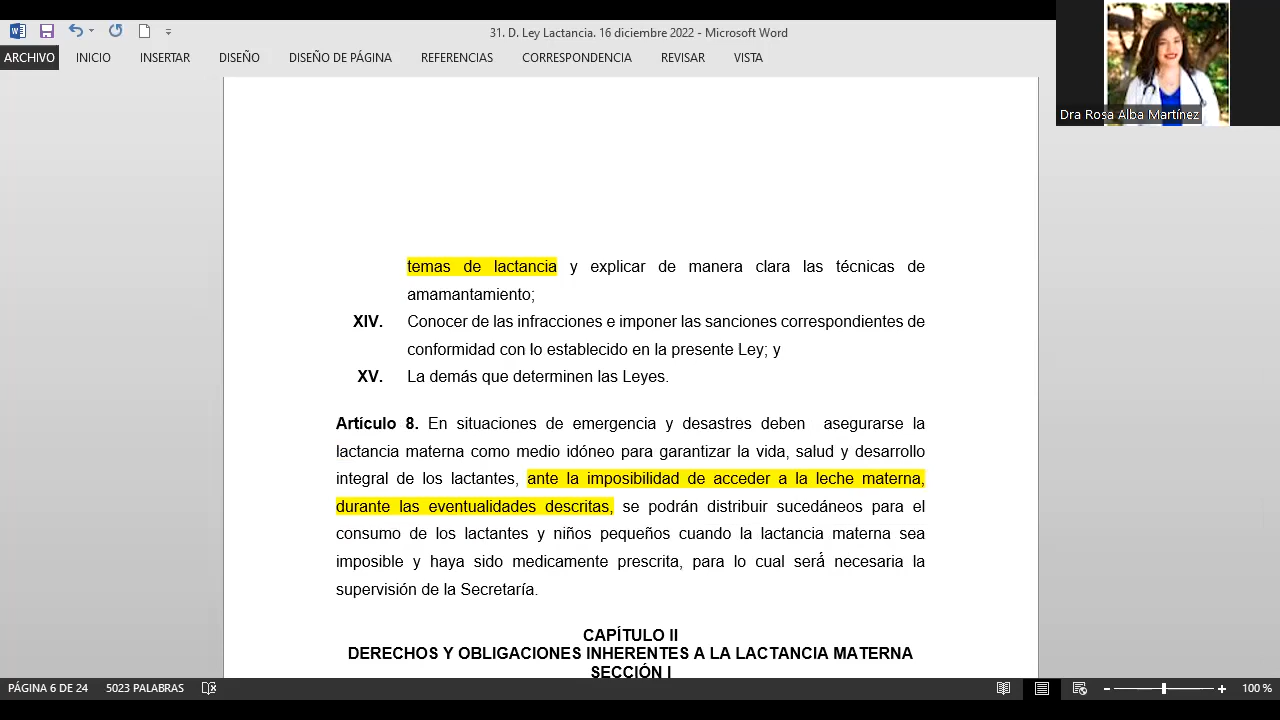 31. D. Ley Lactancia. 16 diciembre 2022 - Microsoft Word
ARCHIVO INICIO INSERTAR DISEÑO DISEÑO DE PÁGINA REFERENCIAS CORRESPONDENCIA REVISAR VISTA
Dra Rosa Alba Martínez
temas de lactancia y explicar de manera clara las técnicas de
amamantamiento;
XIV. Conocer de las infracciones e imponer las sanciones correspondientes de
conformidad con lo establecido en la presente Ley; y
XV. La demás que determinen las Leyes.
Artículo 8. En situaciones de emergencia y desastres deben asegurarse la
lactancia materna como medio idóneo para garantizar la vida, salud y desarrollo
integral de los lactantes, ante la imposibilidad de acceder a la leche materna,
durante las eventualidades descritas, se podrán distribuir sucedáneos para el
consumo de los lactantes y niños pequeños cuando la lactancia materna sea
imposible y haya sido medicamente prescrita, para lo cual será necesaria la
supervisión de la Secretaría.
CAPÍTULO II
DERECHOS Y OBLIGACIONES INHERENTES A LA LACTANCIA MATERNA
SECCIÓN I
PÁGINA 6 DE 24 5023 PALABRAS 100 %